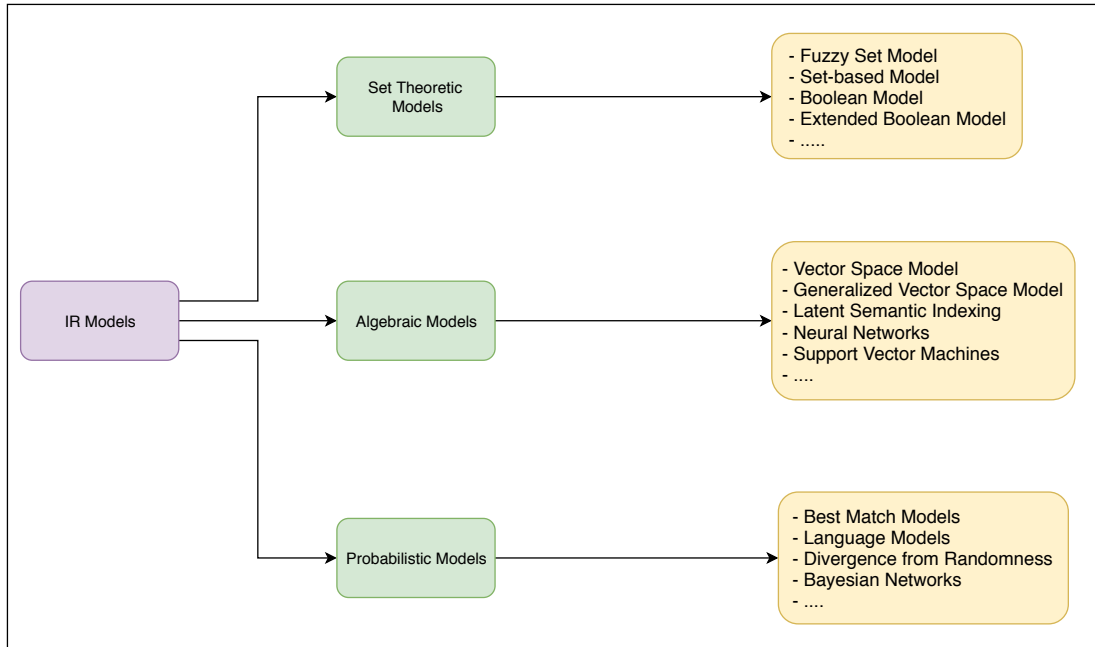 IR Models
Set Theoretic
Models
- Fuzzy Set Model
- Set-based Model
- Boolean Model
- Extended Boolean Model
- .....
Algebraic Models
- Vector Space Model
- Generalized Vector Space Model
- Latent Semantic Indexing
- Neural Networks
- Support Vector Machines
- ....
Probabilistic Models
- Best Match Models
- Language Models
- Divergence from Randomness
- Bayesian Networks
- ....